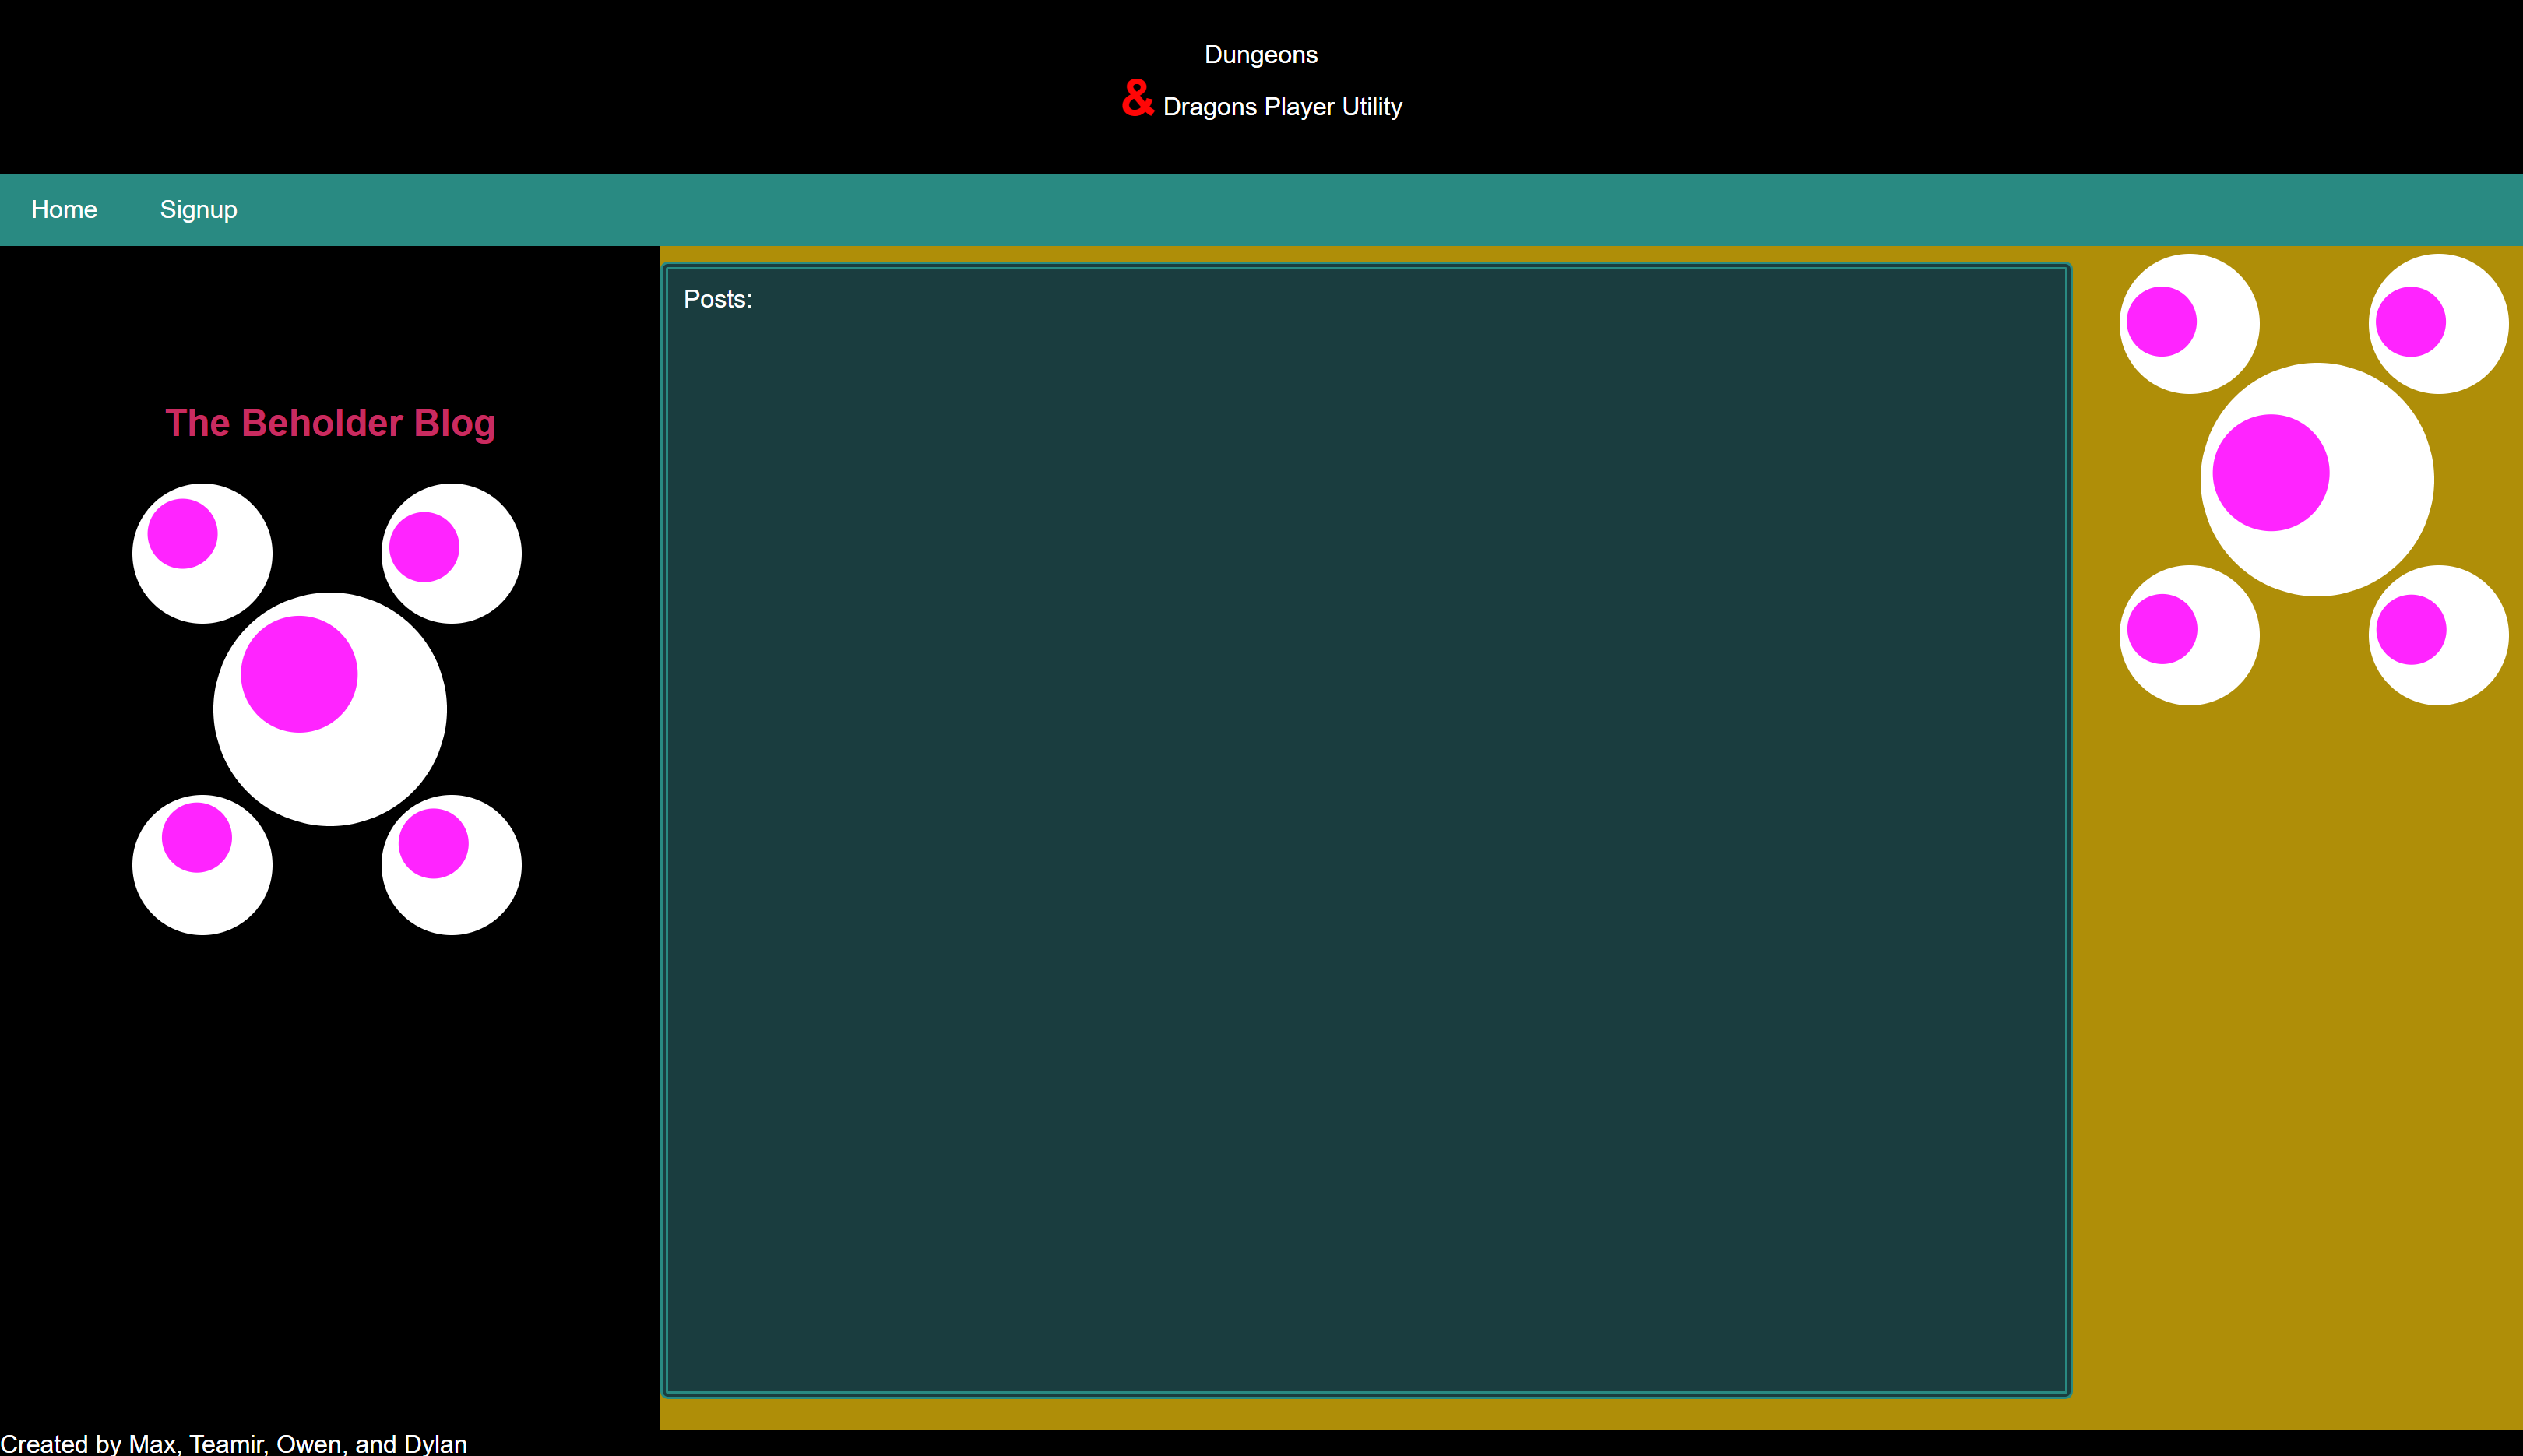 Dungeons
& Dragons Player Utility
Home
Signup
The Beholder Blog
Posts:
Created by Max, Teamir, Owen, and Dylan